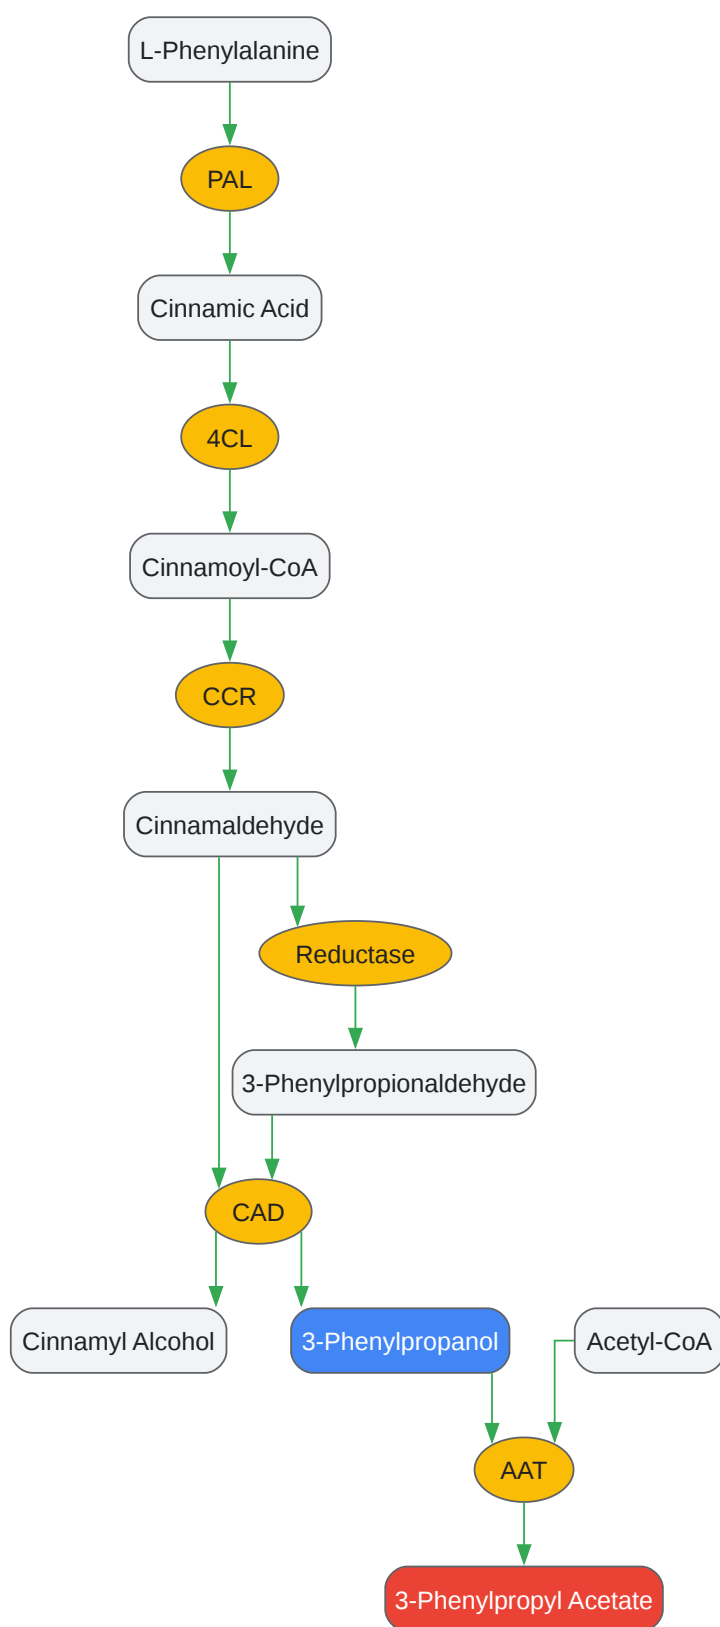 L-Phenylalanine
PAL
Cinnamic Acid
4CL
Cinnamoyl-CoA
CCR
Cinnamaldehyde
Reductase
3-Phenylpropionaldehyde
CAD
Cinnamyl Alcohol
3-Phenylpropanol
Acetyl-CoA
AAT
3-Phenylpropyl Acetate